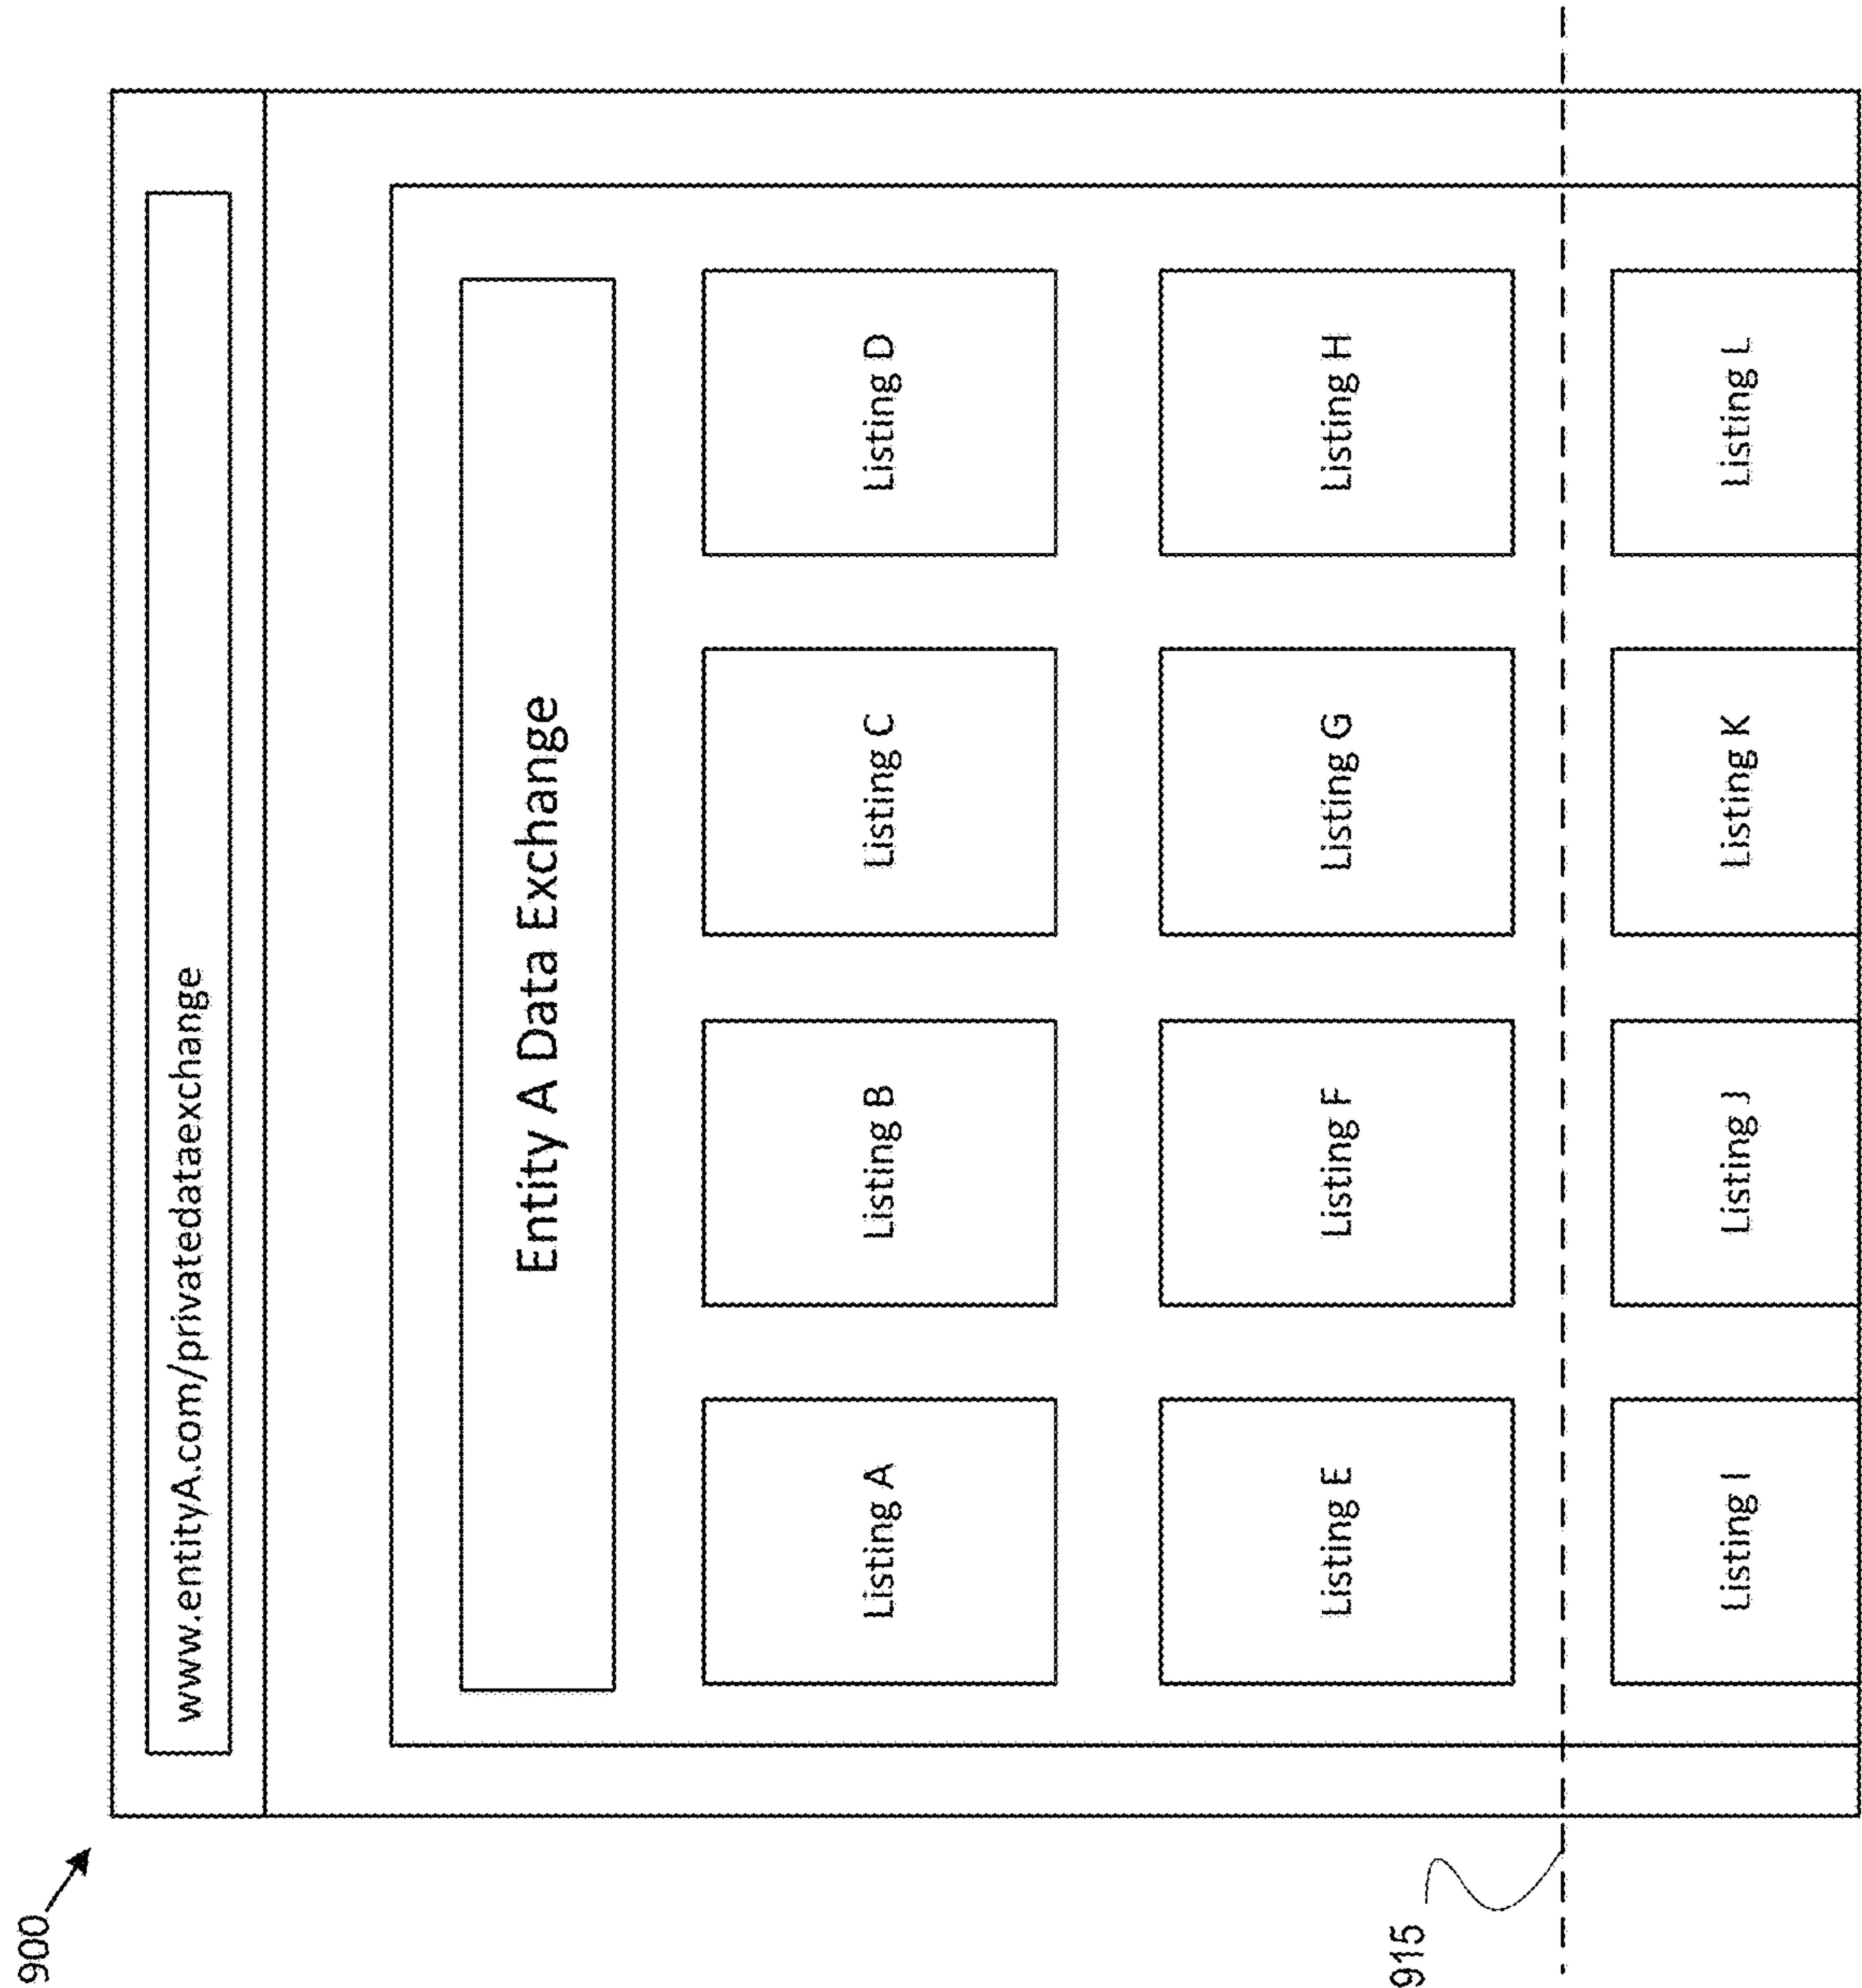 900
www.entityA.com/privatedataexchange
Entity A Data Exchange
Listing A
Listing B
Listing C
Listing D
Listing E
Listing F
Listing G
Listing H
915
Listing I
Listing J
Listing K
Listing L